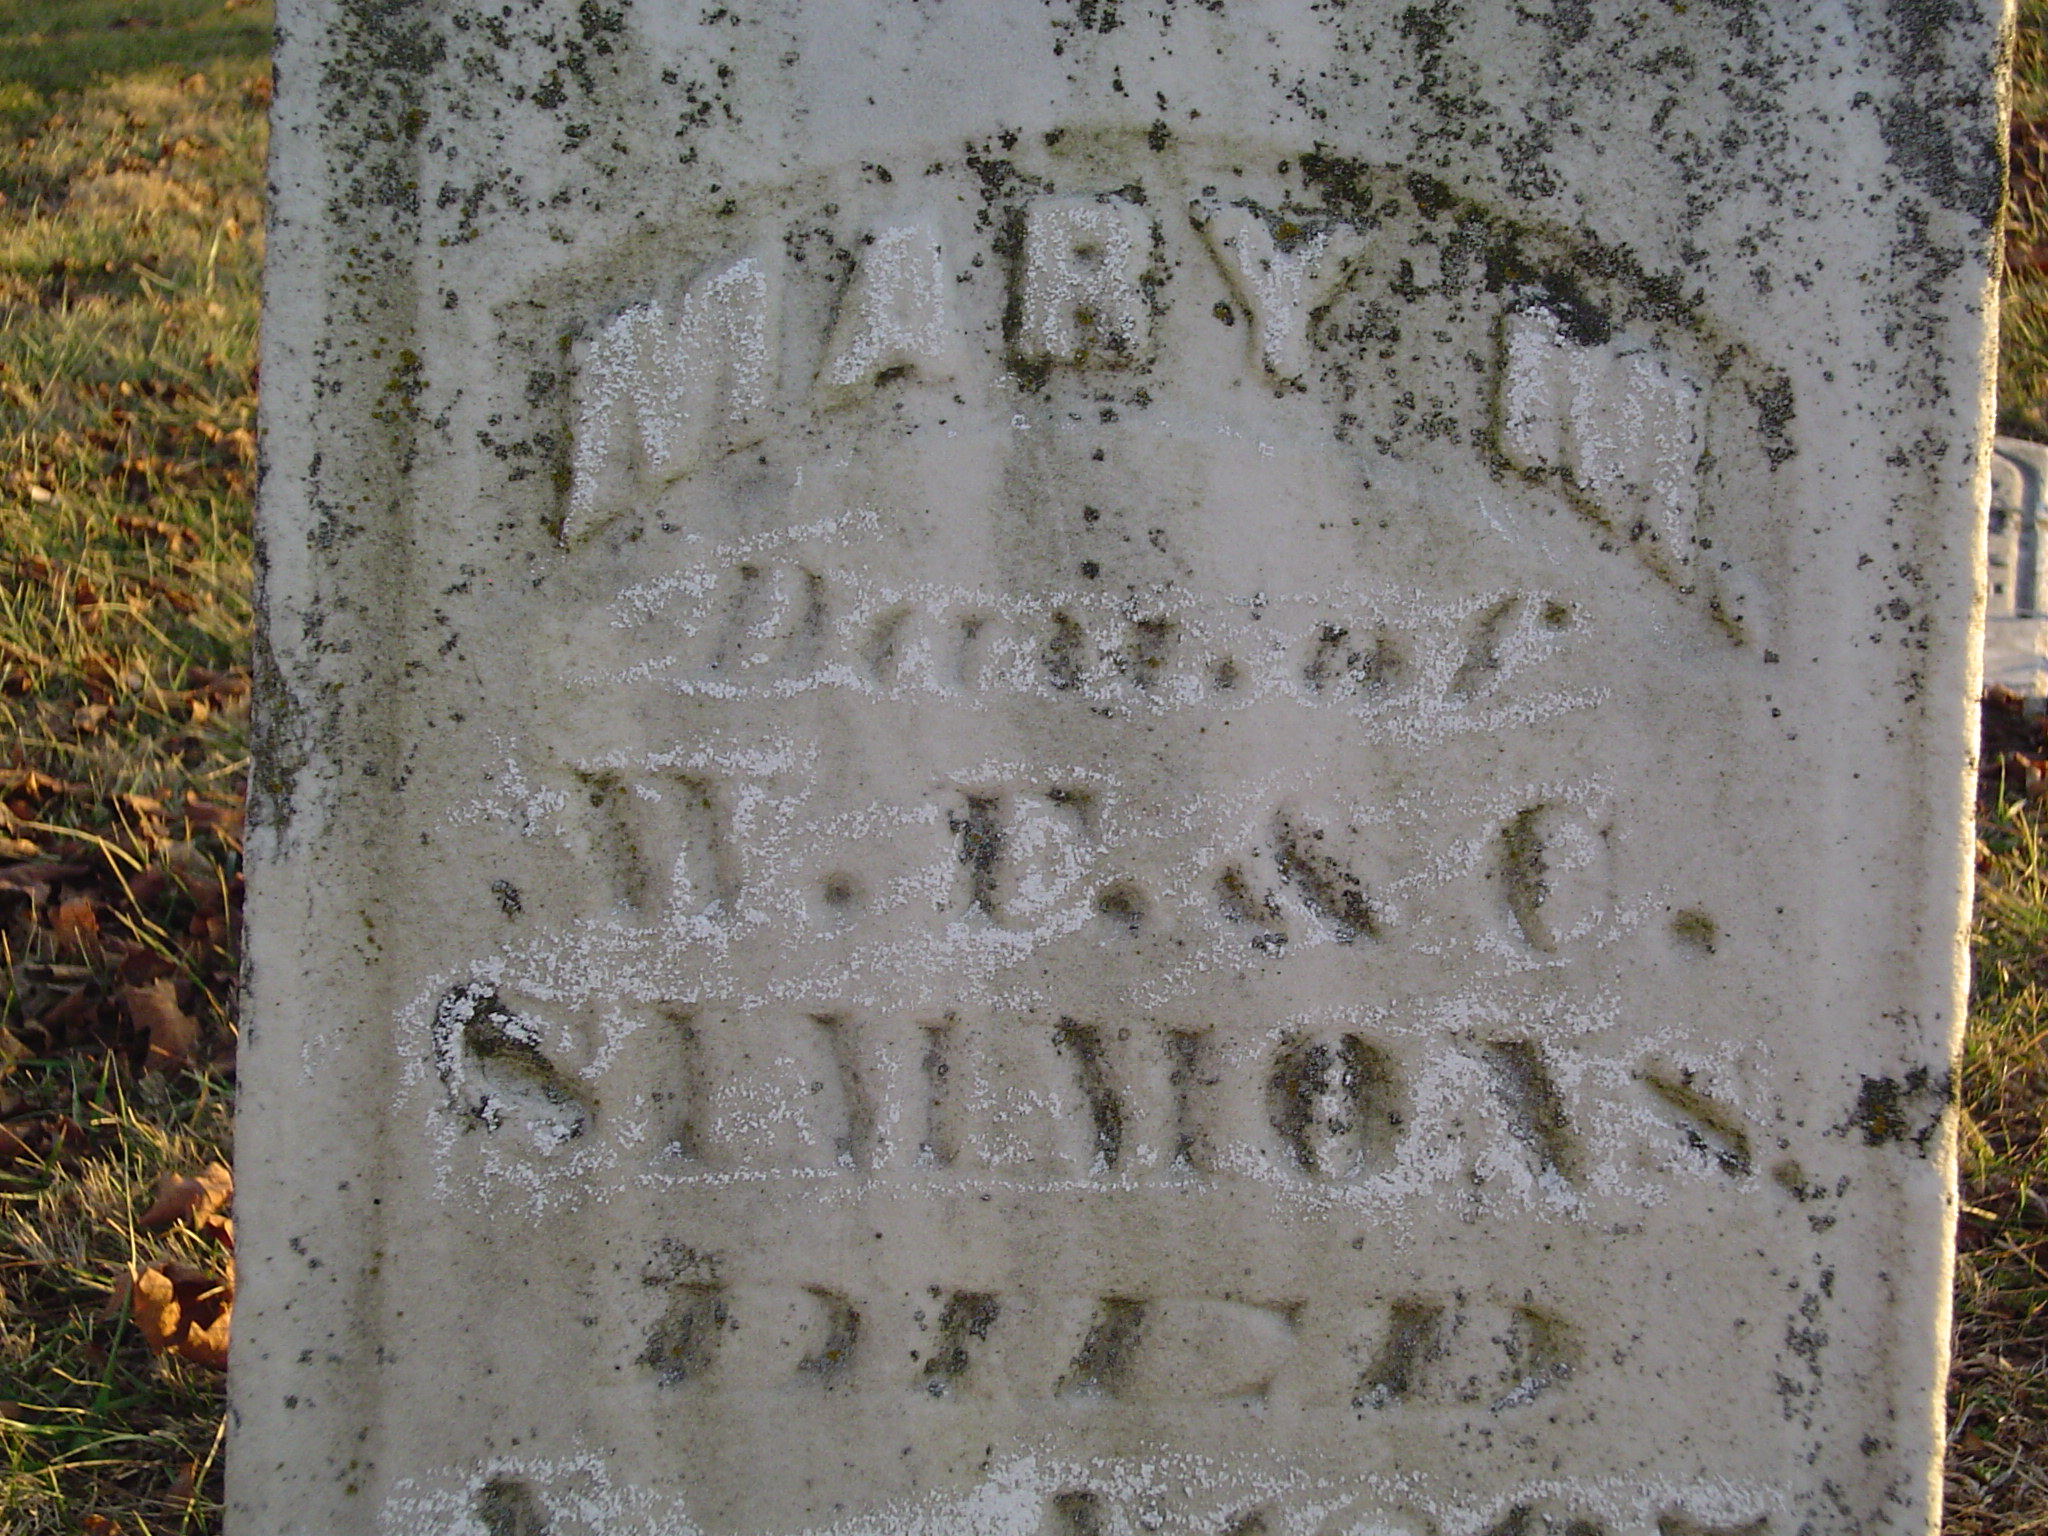 MARY M
Dau. of
W. E. & C.
SIMMONS.
DIED